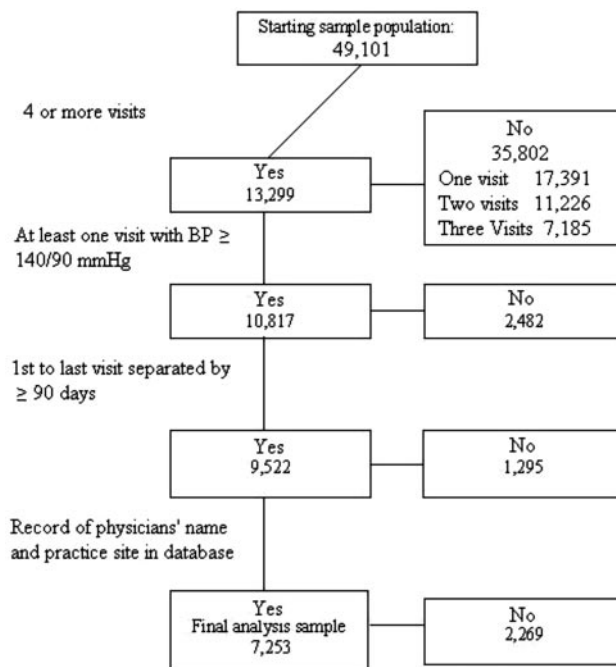 Starting sample population:
49,101
4 or more visits
Yes
13,299
No
35,802
One visit 17,391
Two visits 11,226
Three Visits 7,185
At least one visit with BP ≥
140/90 mmHg
Yes
10,817
No
2,482
1st to last visit separated by
≥ 90 days
Yes
9,522
No
1,295
Record of physicians' name
and practice site in database
Yes
Final analysis sample
7,253
No
2,269